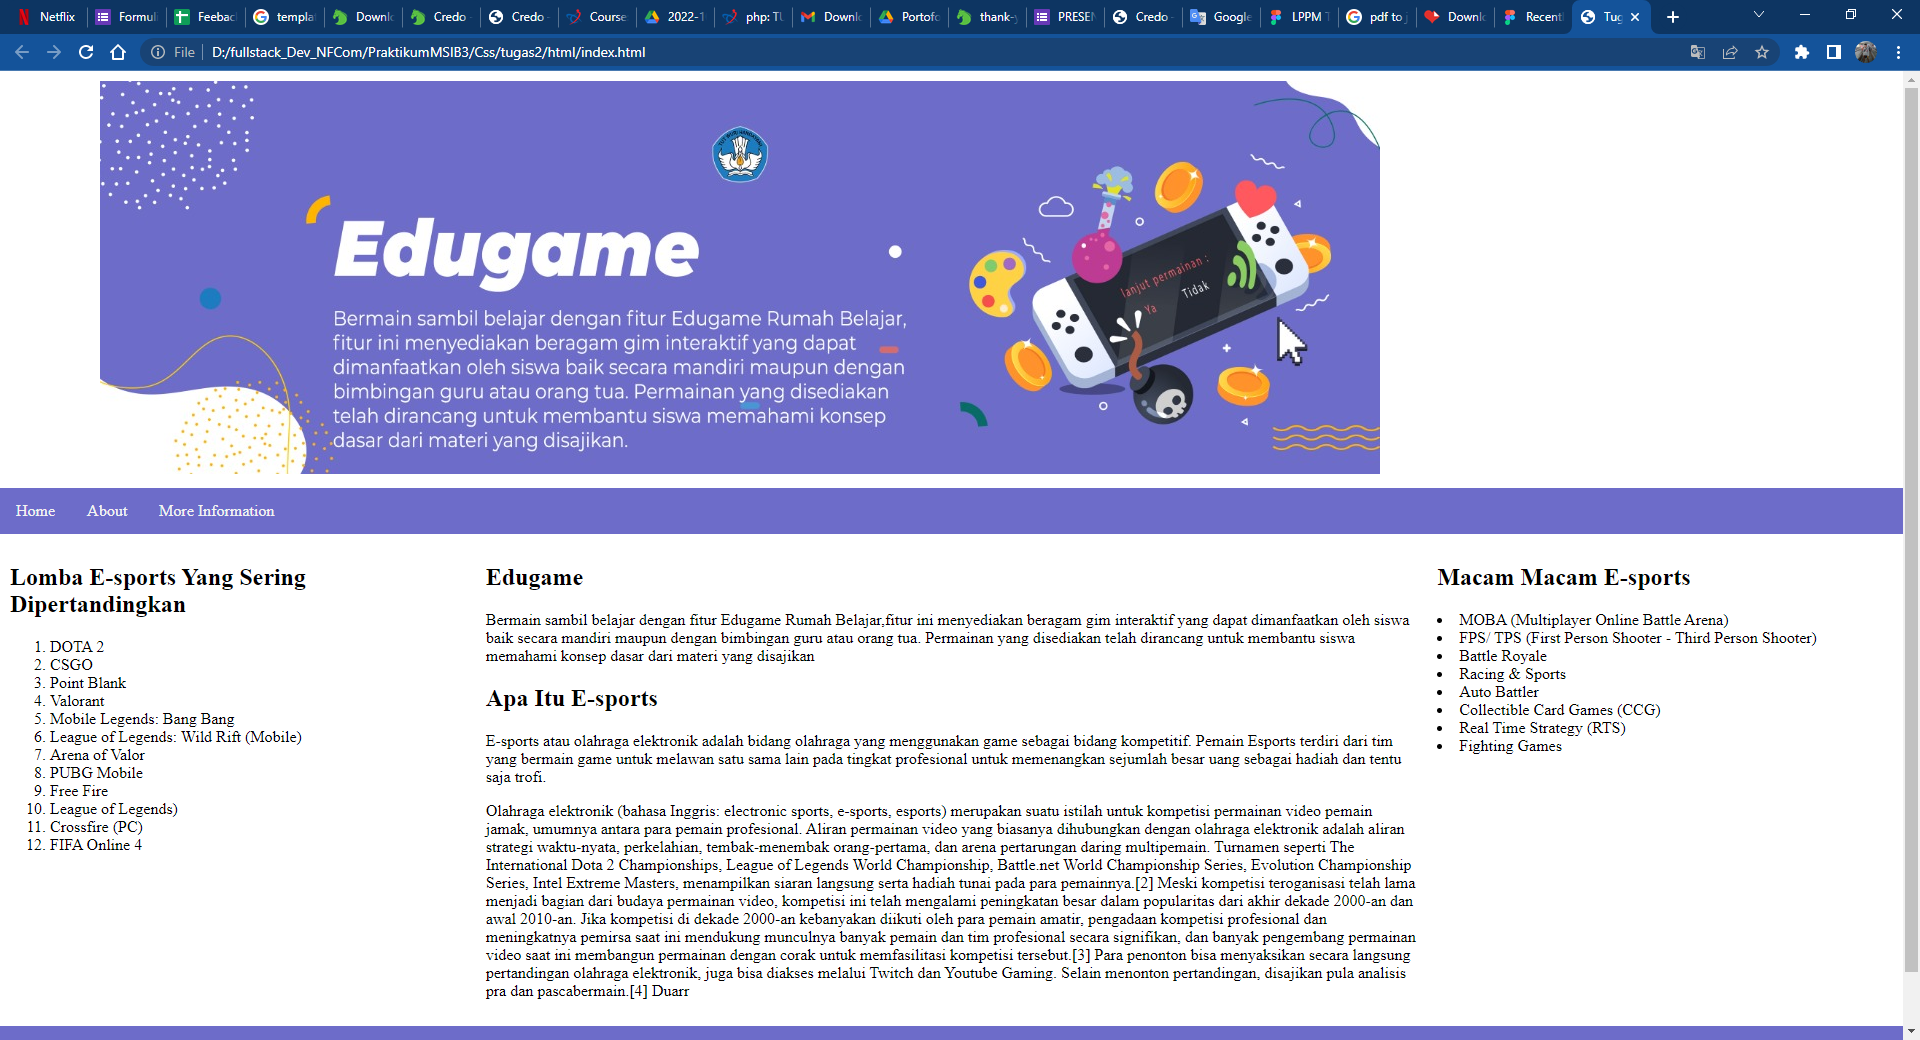 Netflix
Formuli
Feebac
templat
Downlo
Credo
Credo
Course
2022-1
php: TU
Downlo
Portofo
thank-y
PRESEN
Credo
Google
LPPM T
pdf to j
Downlo
Recenti
Tug
File
D:/fullstack_Dev_NFCom/PraktikumMSIB3/Css/tugas2/html/index.html
Edugame
Bermain sambil belajar dengan fitur Edugame Rumah Belajar,
fitur ini menyediakan beragam gim interaktif yang dapat
dimanfaatkan oleh siswa baik secara mandiri maupun dengan
bimbingan guru atau orang tua. Permainan yang disediakan
telah dirancang untuk membantu siswa memahami konsep
dasar dari materi yang disajikan.
lanjut permainan :
Ya Tidak
Home About More Information
Lomba E-sports Yang Sering
Dipertandingkan
1. DOTA 2
2. CSGO
3. Point Blank
4. Valorant
5. Mobile Legends: Bang Bang
6. League of Legends: Wild Rift (Mobile)
7. Arena of Valor
8. PUBG Mobile
9. Free Fire
10. League of Legends)
11. Crossfire (PC)
12. FIFA Online 4
Edugame
Bermain sambil belajar dengan fitur Edugame Rumah Belajar,fitur ini menyediakan beragam gim interaktif yang dapat dimanfaatkan oleh siswa
baik secara mandiri maupun dengan bimbingan guru atau orang tua. Permainan yang disediakan telah dirancang untuk membantu siswa
memahami konsep dasar dari materi yang disajikan
Apa Itu E-sports
E-sports atau olahraga elektronik adalah bidang olahraga yang menggunakan game sebagai bidang kompetitif. Pemain Esports terdiri dari tim
yang bermain game untuk melawan satu sama lain pada tingkat profesional untuk memenangkan sejumlah besar uang sebagai hadiah dan tentu
saja trofi.
Olahraga elektronik (bahasa Inggris: electronic sports, e-sports, esports) merupakan suatu istilah untuk kompetisi permainan video pemain
jamak, umumnya antara para pemain profesional. Aliran permainan video yang biasanya dihubungkan dengan olahraga elektronik adalah aliran
strategi waktu-nyata, perkelahian, tembak-menembak orang-pertama, dan arena pertarungan daring multipemain. Turnamen seperti The
International Dota 2 Championships, League of Legends World Championship, Battle.net World Championship Series, Evolution Championship
Series, Intel Extreme Masters, menampilkan siaran langsung serta hadiah tunai pada para pemainnya.[2] Meski kompetisi teroganisasi telah lama
menjadi bagian dari budaya permainan video, kompetisi ini telah mengalami peningkatan besar dalam popularitas dari akhir dekade 2000-an dan
awal 2010-an. Jika kompetisi di dekade 2000-an kebanyakan diikuti oleh para pemain amatir, pengadaan kompetisi profesional dan
meningkatnya pemirsa saat ini mendukung munculnya banyak pemain dan tim profesional secara signifikan, dan banyak pengembang permainan
video saat ini membangun permainan dengan corak untuk memfasilitasi kompetisi tersebut.[3] Para penonton bisa menyaksikan secara langsung
pertandingan olahraga elektronik, juga bisa diakses melalui Twitch dan Youtube Gaming. Selain menonton pertandingan, disajikan pula analisis
pra dan pascabermain.[4] Duarr
Macam Macam E-sports
• MOBA (Multiplayer Online Battle Arena)
• FPS/ TPS (First Person Shooter - Third Person Shooter)
• Battle Royale
• Racing & Sports
• Auto Battler
• Collectible Card Games (CCG)
• Real Time Strategy (RTS)
• Fighting Games